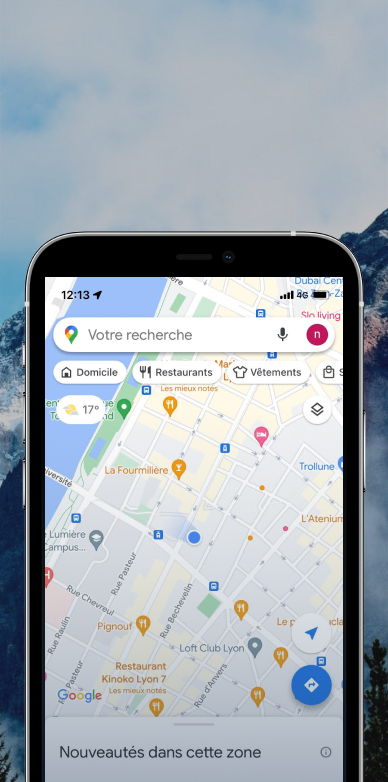 Dubai Cent
12:13
4G
Slo living
Votre recherche
n
Domicile
Restaurants
Vêtements
S
Les mieux notés
17°
La Fourmilière
Trollune
L'Atenium
Lumière
Campus...
Rue Pasteur
Rue Chevreul
Rue Béchevelin
Rue Raulin
Pignouf
Loft Club Lyon
Restaurant
Kinoko Lyon 7
Les mieux notés
Rue d'Anvers
Pasteur
Google
Nouveautés dans cette zone